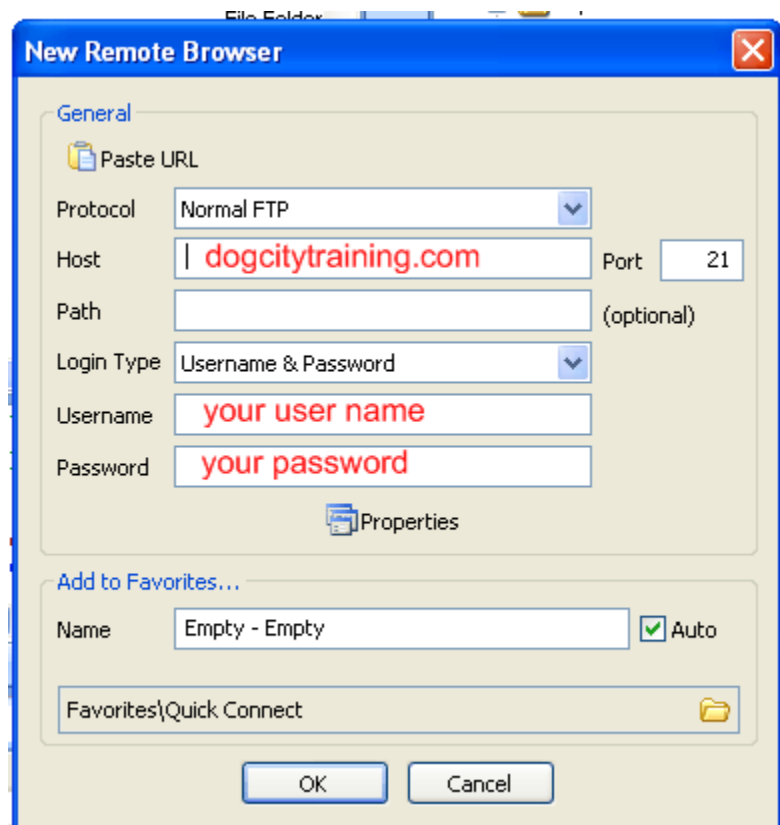 File Folder
New Remote Browser
General
Paste URL
Protocol Normal FTP
Host dogcitytraining.com Port 21
Path (optional)
Login Type Username & Password
Username your user name
Password your password
Properties
Add to Favorites...
Name Empty - Empty Auto
Favorites\Quick Connect
OK Cancel